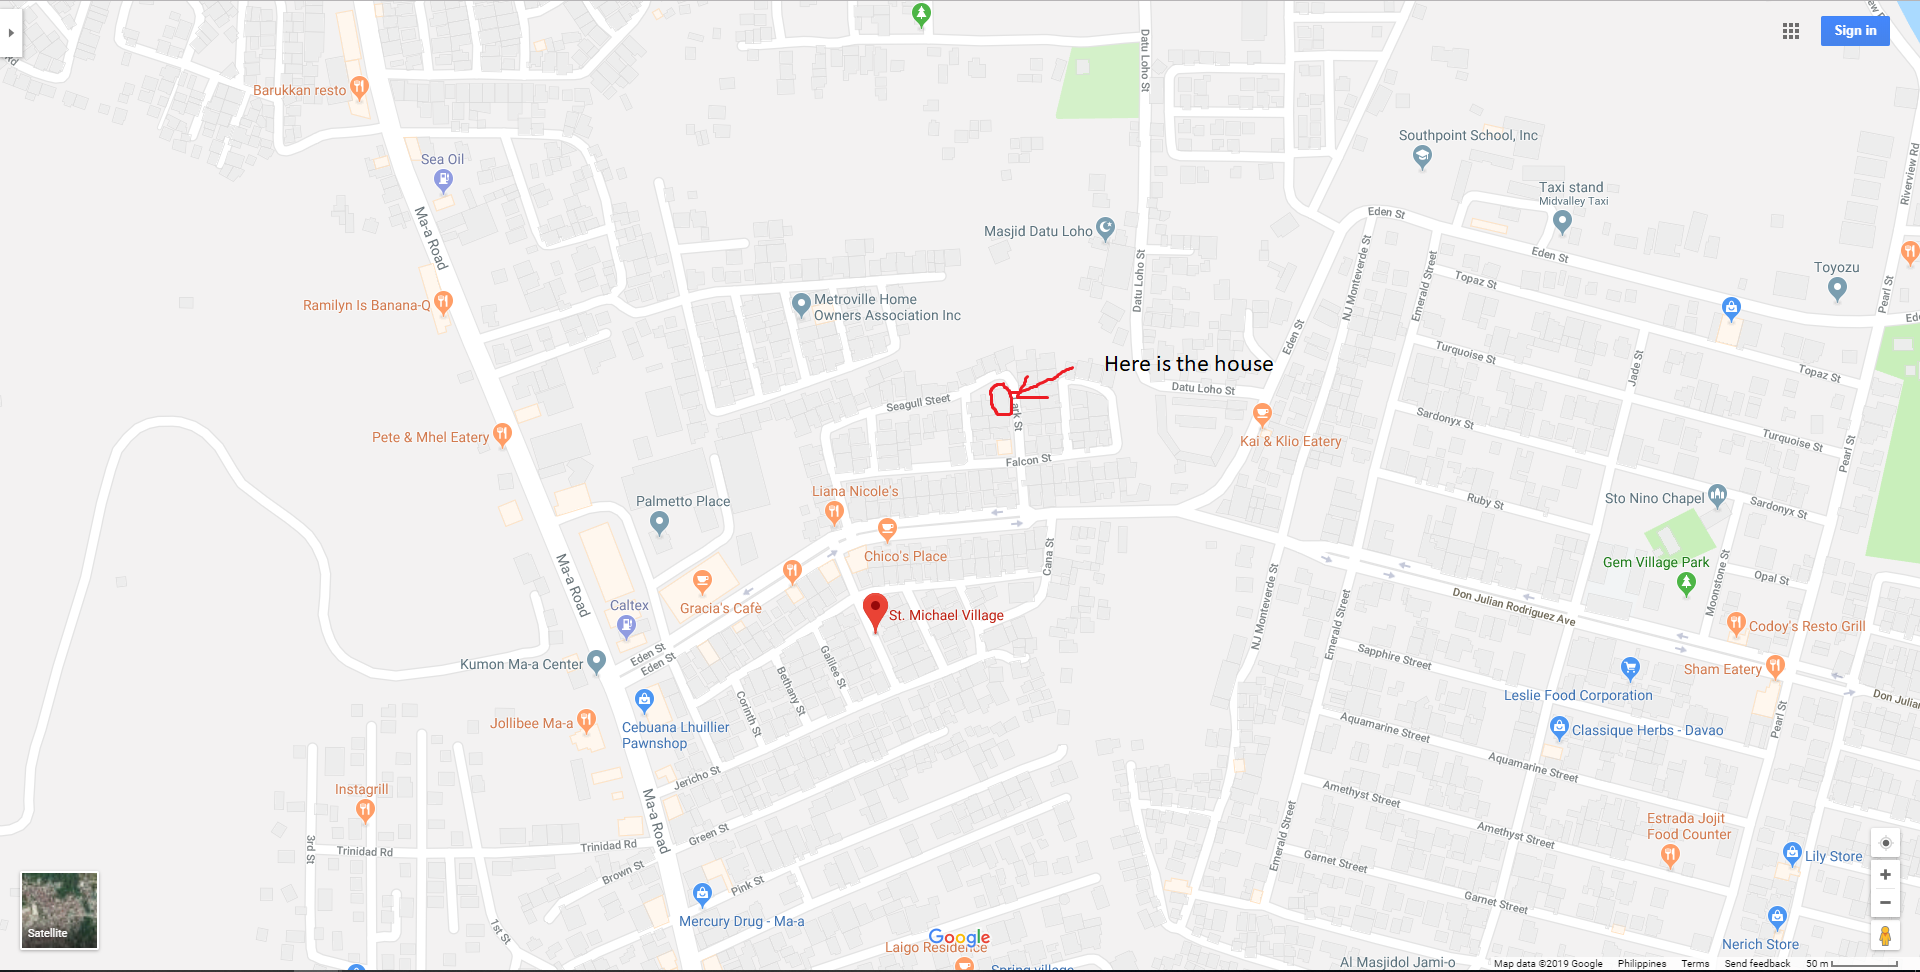 Sign in
Barukkan resto
Datu Loho St
Sea Oil
Southpoint School, Inc
Riverview Rd
Taxi stand
Midvalley Taxi
Ma-a Road
Masjid Datu Loho
Eden St
NJ Monteverde St
Emerald Street
Eden St
Topaz St
Toyozu
Pearl St
Ramilyn Is Banana-Q
Metroville Home
Owners Association Inc
Datu Loho St
Eden St
Turquoise St
Jade St
Topaz St
Here is the house
Datu Loho St
Seagull Steet
ark St
Kai & Klio Eatery
Sardonyx St
Turquoise St
Pearl St
Pete & Mhel Eatery
Falcon St
Palmetto Place
Liana Nicole's
Ruby St
Sto Nino Chapel
Sardonyx St
Chico's Place
Cana St
Gem Village Park
Moonstone St
Opal St
Ma-a Road
Caltex
Gracia's Cafè
St. Michael Village
NJ Monteverde St
Emerald Street
Don Julian Rodriguez Ave
Codoy's Resto Grill
Kumon Ma-a Center
Eden St
Eden St
Galilee St
Bethany St
Corinth St
Sapphire Street
Sham Eatery
Leslie Food Corporation
Don Julian
Jollibee Ma-a
Cebuana Lhuillier
Pawnshop
Aquamarine Street
Classique Herbs - Davao
Pearl St
Jericho St
Aquamarine Street
Instagrill
Ma-a Road
Amethyst Street
Emerald Street
Estrada Jojit
Food Counter
3rd St
Trinidad Rd
Trinidad Rd
Green St
Amethyst Street
Lily Store
Brown St
Pink St
Garnet Street
Garnet Street
Mercury Drug - Ma-a
1st St
Satellite
Google
Laigo Residence
Nerich Store
Spring village
Al Masjidol Jami-o
Map data ©2019 Google Philippines Terms Send feedback 50 m